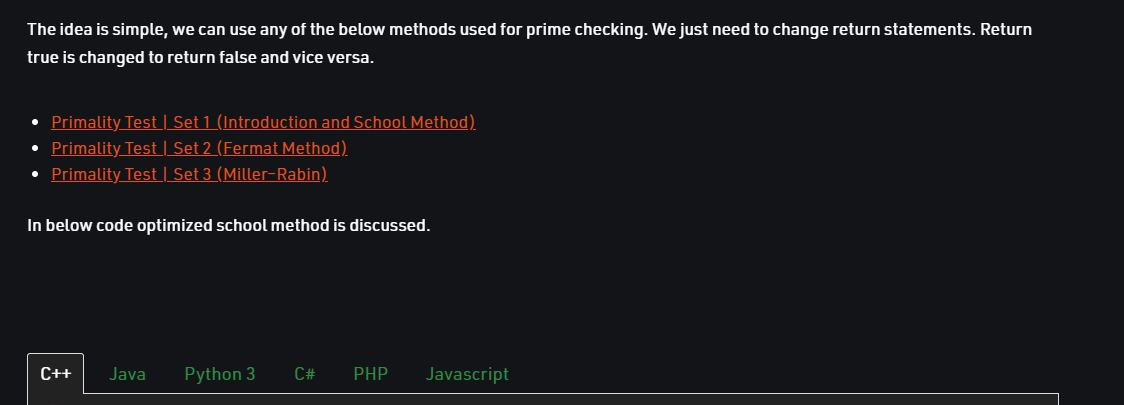 The idea is simple, we can use any of the below methods used for prime checking. We just need to change return statements. Return
true is changed to return false and vice versa.
Primality Test | Set 1 (Introduction and School Method)
Primality Test | Set 2 (Fermat Method)
Primality Test | Set 3 (Miller–Rabin)
In below code optimized school method is discussed.
C++ Java Python 3 C# PHP Javascript